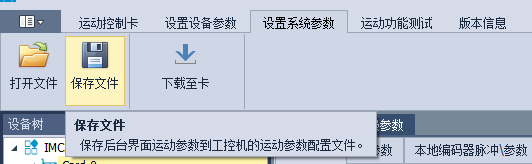 运动控制卡 设置设备参数 设置系统参数 运动功能测试 版本信息
打开文件 保存文件 下载至卡
设备树 参数
保存文件
保存后台界面运动参数到工控机的运动参数配置文件。
IMC 参数 本地编码器脉冲\参数